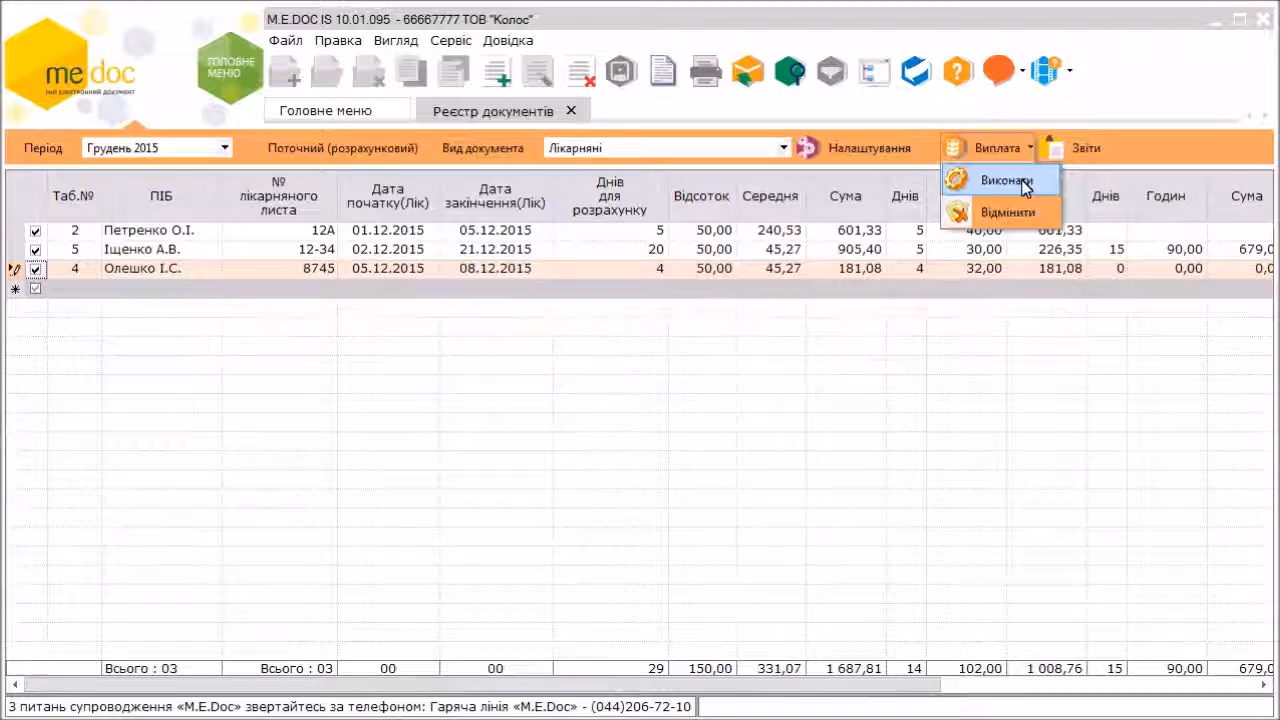 M.E.DOC IS 10.01.095 - 66667777 ТОВ "Колос"
Файл Правка Вигляд Сервіс Довідка
me doc
мій електронний документ
ГОЛОВНЕ МЕНЮ
Головне меню Реєстр документів
Період Грудень 2015 Поточний (розрахунковий) Вид документа Лікарняні Налаштування Виплата Звіти
Виконати
Відмінити
Таб.№ ПІБ № лікарняного листа Дата початку(Лік) Дата закінчення(Лік) Днів для розрахунку Відсоток Середня Сума Днів Днів Годин Сума
2 Петренко О.І. 12А 01.12.2015 05.12.2015 5 50,00 240,53 601,33 5 40,00 601,33
5 Іщенко А.В. 12-34 02.12.2015 21.12.2015 20 50,00 45,27 905,40 5 30,00 226,35 15 90,00 679,0
4 Олешко І.С. 8745 05.12.2015 08.12.2015 4 50,00 45,27 181,08 4 32,00 181,08 0 0,00 0,0
Всього : 03 Всього : 03 00 00 29 150,00 331,07 1 687,81 14 102,00 1 008,76 15 90,00 679,0
З питань супроводження «M.E.Doc» звертайтесь за телефоном: Гаряча лінія «M.E.Doc» - (044)206-72-10